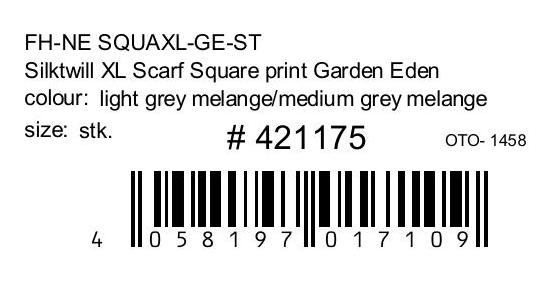 FH-NE SQUAXL-GE-ST
Silktwill XL Scarf Square print Garden Eden
colour: light grey melange/medium grey melange
size: stk.
# 421175
OTO- 1458
4 058197 017109